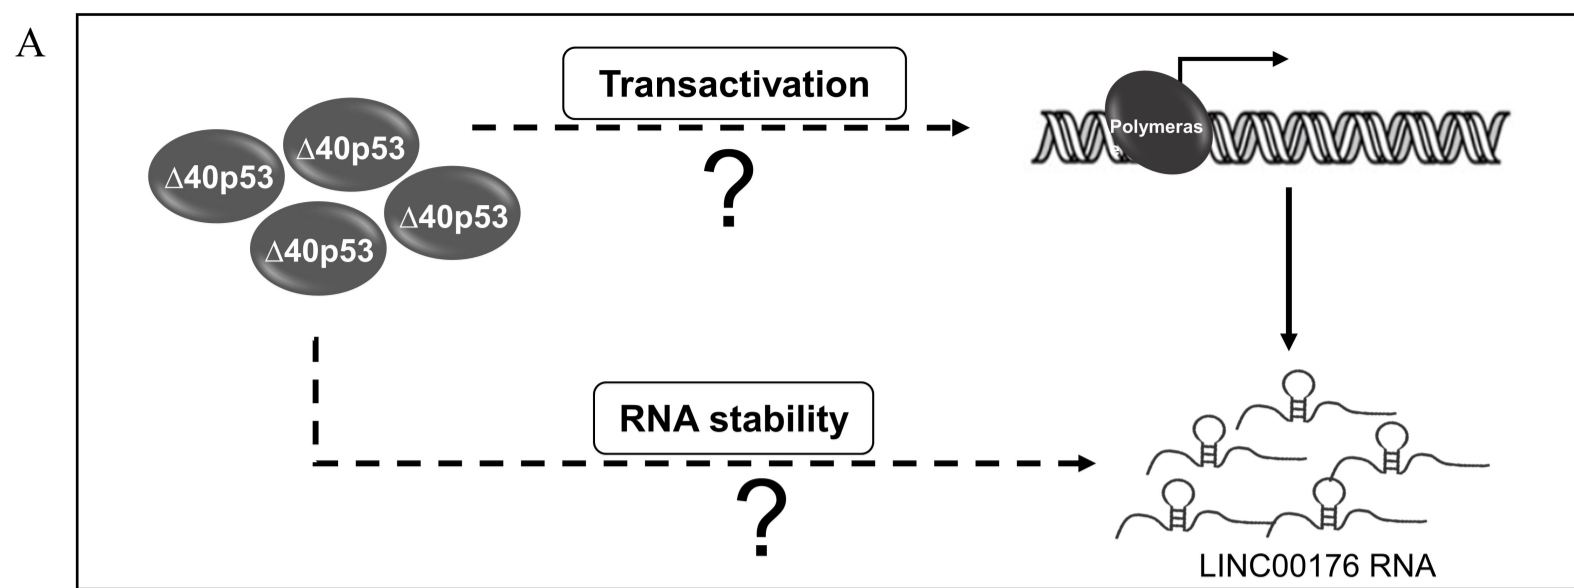 A
Transactivation
?
Polymeras
e
Δ40p53
Δ40p53
Δ40p53
Δ40p53
RNA stability
?
LINC00176 RNA